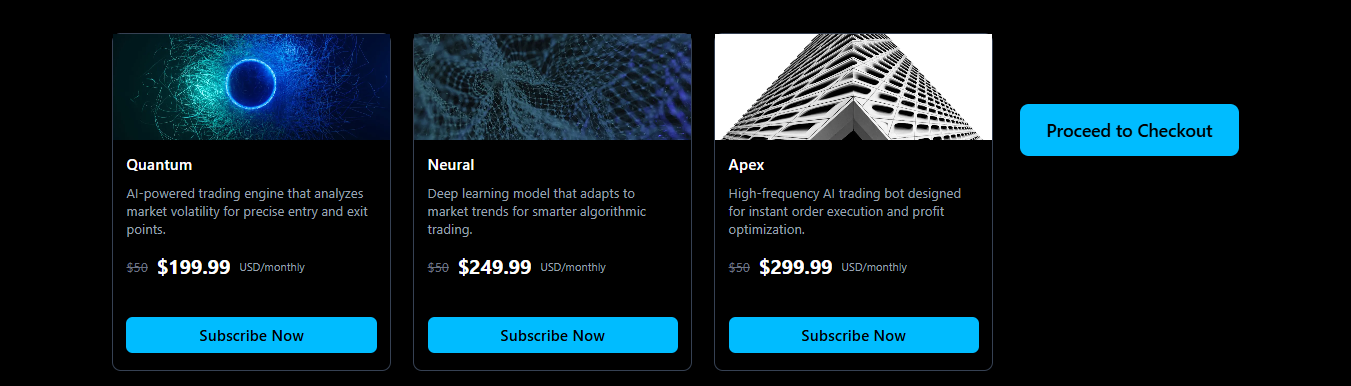 Quantum
AI-powered trading engine that analyzes
market volatility for precise entry and exit
points.
$50 $199.99 USD/monthly
Subscribe Now
Neural
Deep learning model that adapts to
market trends for smarter algorithmic
trading.
$50 $249.99 USD/monthly
Subscribe Now
Apex
High-frequency AI trading bot designed
for instant order execution and profit
optimization.
$50 $299.99 USD/monthly
Subscribe Now
Proceed to Checkout